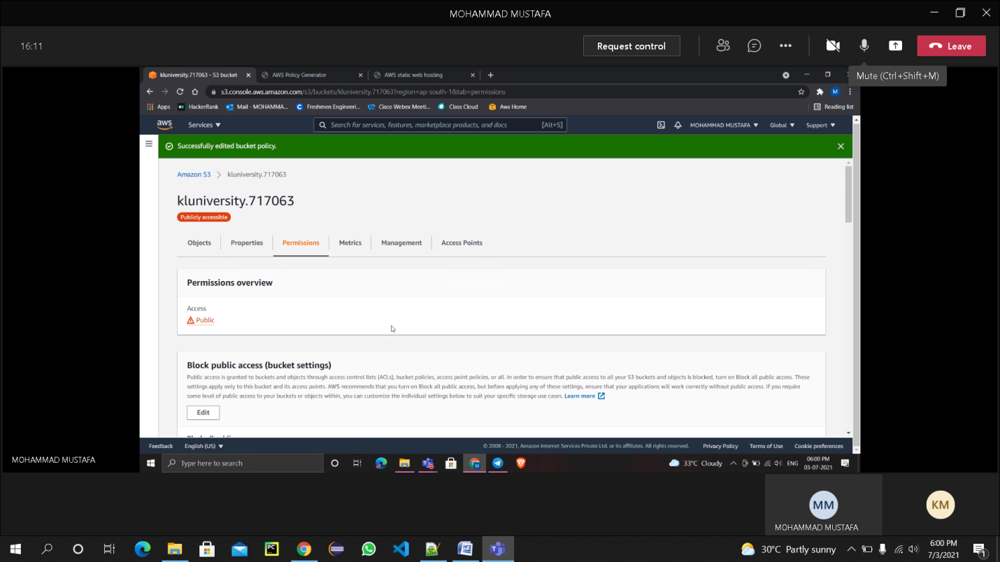 MOHAMMAD MUSTAFA
16:11
Request control
Leave
Mute (Ctrl+Shift+M)
kluniversity.717063 - S3 bucket
AWS Policy Generator
AWS static web hosting
s3.console.aws.amazon.com/s3/buckets/kluniversity.717063?region=ap-south-1&tab=permissions
M
Apps
HackerRank
Mail - MOHAMMA...
Freshmen Engineeri...
Cisco Webex Meeti...
Class Cloud
Aws Home
Reading list
aws
Services
Search for services, features, marketplace products, and docs
[Alt+S]
MOHAMMAD MUSTAFA
Global
Support
Successfully edited bucket policy.
Amazon S3
kluniversity.717063
kluniversity.717063
Publicly accessible
Objects
Properties
Permissions
Metrics
Management
Access Points
Permissions overview
Access
Public
Block public access (bucket settings)
Public access is granted to buckets and objects through access control lists (ACLs), bucket policies, access point policies, or all. In order to ensure that public access to all your S3 buckets and objects is blocked, turn on Block all public access. These
settings apply only to this bucket and its access points. AWS recommends that you turn on Block all public access, but before applying any of these settings, ensure that your applications will work correctly without public access. If you require
some level of public access to your buckets or objects within, you can customize the individual settings below to suit your specific storage use cases. Learn more
Edit
Feedback
English (US)
© 2008 - 2021, Amazon Internet Services Private Ltd. or its affiliates. All rights reserved.
Privacy Policy
Terms of Use
Cookie preferences
MOHAMMAD MUSTAFA
Type here to search
33°C Cloudy
ENG
06:00 PM
03-07-2021
MM
MOHAMMAD MUSTAFA
KM
PC
30°C Partly sunny
6:00 PM
7/3/2021
1